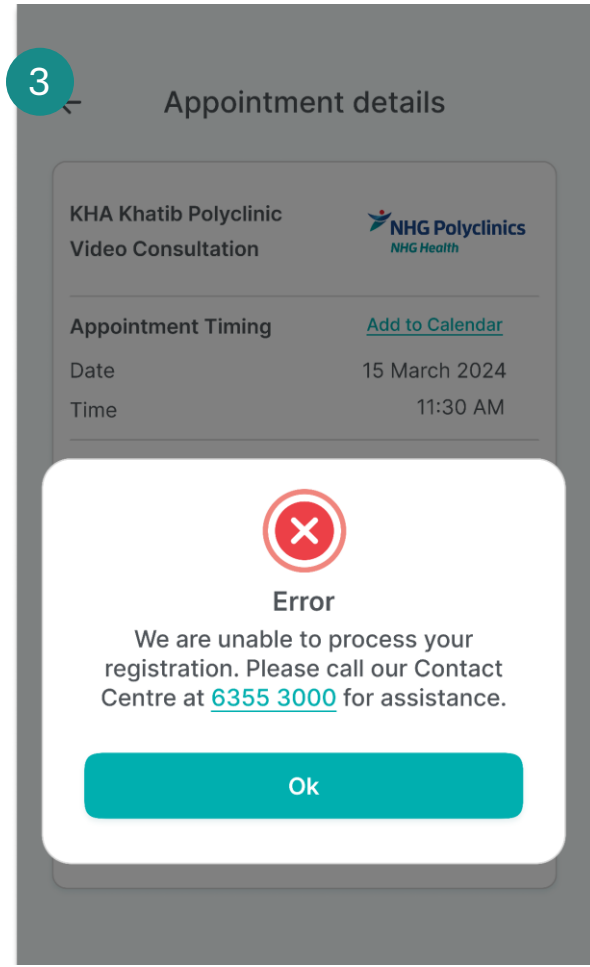 3
Appointment details
KHA Khatib Polyclinic
Video Consultation
NHG Polyclinics
NHG Health
Appointment Timing
Add to Calendar
Date
15 March 2024
Time
11:30 AM
Error
We are unable to process your
registration. Please call our Contact
Centre at 6355 3000 for assistance.
Ok